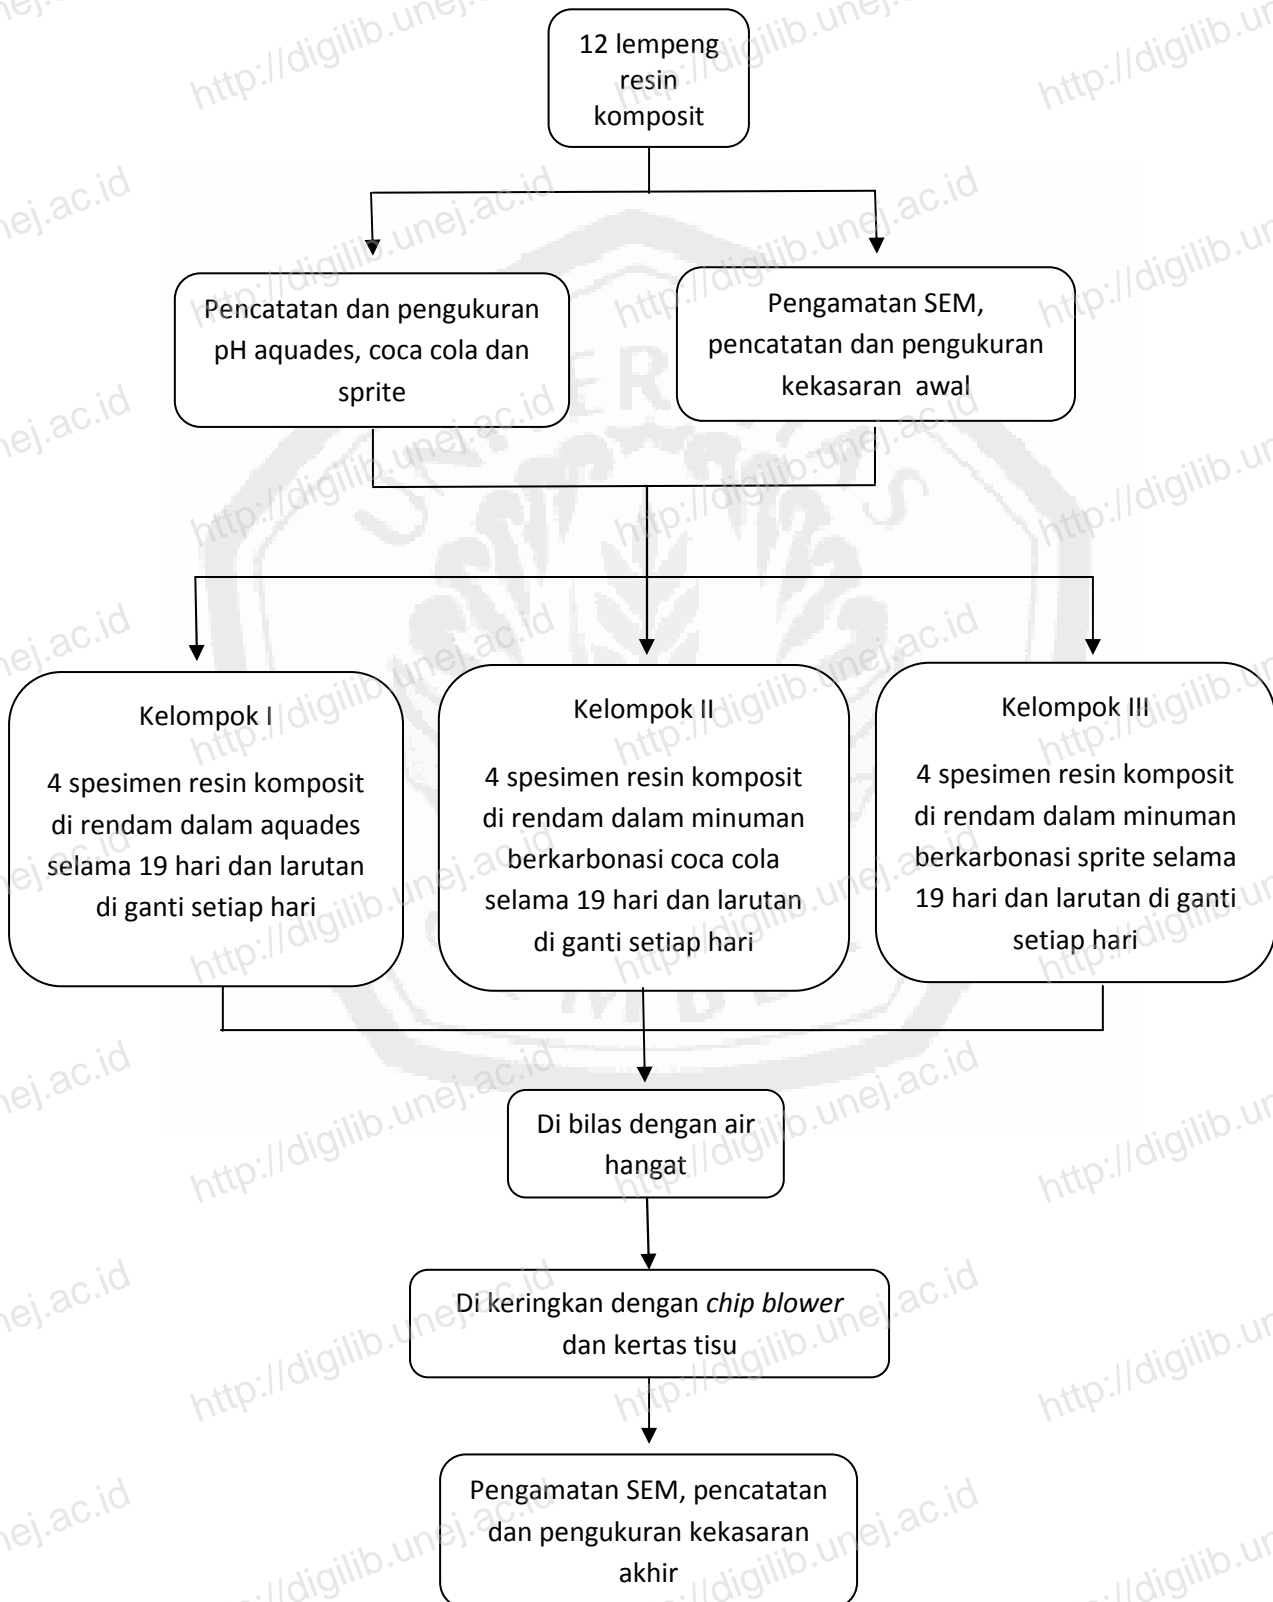 12 lempeng
resin
komposit
Pencatatan dan pengukuran
pH aquades, coca cola dan
sprite
Pengamatan SEM,
pencatatan dan pengukuran
kekasaran awal
Kelompok I
4 spesimen resin komposit
di rendam dalam aquades
selama 19 hari dan larutan
di ganti setiap hari
Kelompok II
4 spesimen resin komposit
di rendam dalam minuman
berkarbonasi coca cola
selama 19 hari dan larutan
di ganti setiap hari
Kelompok III
4 spesimen resin komposit
di rendam dalam minuman
berkarbonasi sprite selama
19 hari dan larutan di ganti
setiap hari
Di bilas dengan air
hangat
Di keringkan dengan chip blower
dan kertas tisu
Pengamatan SEM, pencatatan
dan pengukuran kekasaran
akhir
http://digilib.unej.ac.id